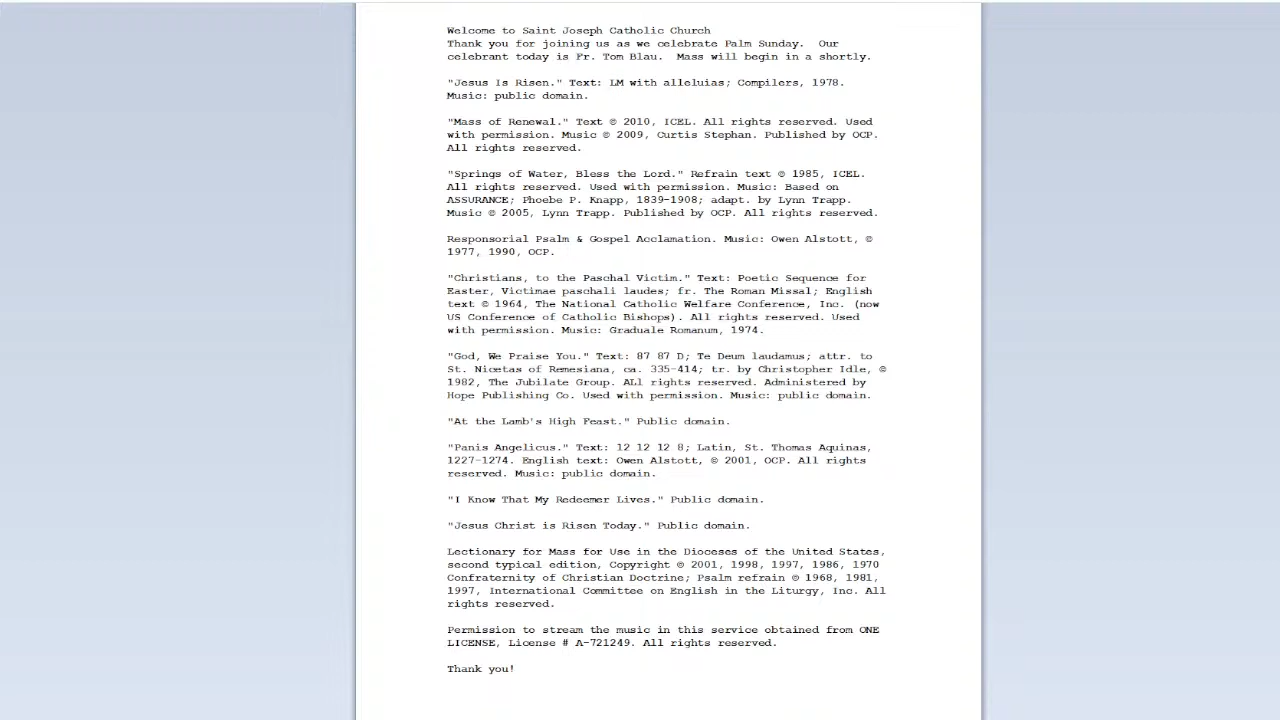 Welcome to Saint Joseph Catholic Church
Thank you for joining us as we celebrate Palm Sunday.  Our
celebrant today is Fr. Tom Blau.  Mass will begin in a shortly.
"Jesus Is Risen." Text: LM with alleluias; Compilers, 1978.
Music: public domain.
"Mass of Renewal." Text © 2010, ICEL. All rights reserved. Used
with permission. Music © 2009, Curtis Stephan. Published by OCP.
All rights reserved.
"Springs of Water, Bless the Lord." Refrain text © 1985, ICEL.
All rights reserved. Used with permission. Music: Based on
ASSURANCE; Phoebe P. Knapp, 1839-1908; adapt. by Lynn Trapp.
Music © 2005, Lynn Trapp. Published by OCP. All rights reserved.
Responsorial Psalm & Gospel Acclamation. Music: Owen Alstott, ©
1977, 1990, OCP.
"Christians, to the Paschal Victim." Text: Poetic Sequence for
Easter, Victimae paschali laudes; fr. The Roman Missal; English
text © 1964, The National Catholic Welfare Conference, Inc. (now
US Conference of Catholic Bishops). All rights reserved. Used
with permission. Music: Graduale Romanum, 1974.
"God, We Praise You." Text: 87 87 D; Te Deum laudamus; attr. to
St. Nicetas of Remesiana, ca. 335-414; tr. by Christopher Idle, ©
1982, The Jubilate Group. ALl rights reserved. Administered by
Hope Publishing Co. Used with permission. Music: public domain.
"At the Lamb's High Feast." Public domain.
"Panis Angelicus." Text: 12 12 12 8; Latin, St. Thomas Aquinas,
1227-1274. English text: Owen Alstott, © 2001, OCP. All rights
reserved. Music: public domain.
"I Know That My Redeemer Lives." Public domain.
"Jesus Christ is Risen Today." Public domain.
Lectionary for Mass for Use in the Dioceses of the United States,
second typical edition, Copyright © 2001, 1998, 1997, 1986, 1970
Confraternity of Christian Doctrine; Psalm refrain © 1968, 1981,
1997, International Committee on English in the Liturgy, Inc. All
rights reserved.
Permission to stream the music in this service obtained from ONE
LICENSE, License # A-721249. All rights reserved.
Thank you!